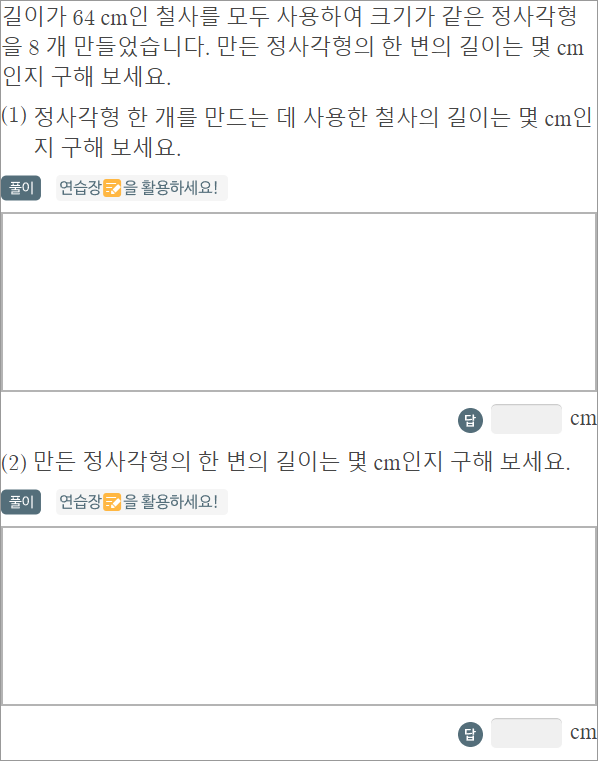 길이가 64 cm인 철사를 모두 사용하여 크기가 같은 정사각형
을 8 개 만들었습니다. 만든 정사각형의 한 변의 길이는 몇 cm
인지 구해 보세요.
(1) 정사각형 한 개를 만드는 데 사용한 철사의 길이는 몇 cm인
지 구해 보세요.
풀이 연습장을 활용하세요!
답 cm
(2) 만든 정사각형의 한 변의 길이는 몇 cm인지 구해 보세요.
풀이 연습장을 활용하세요!
답 cm